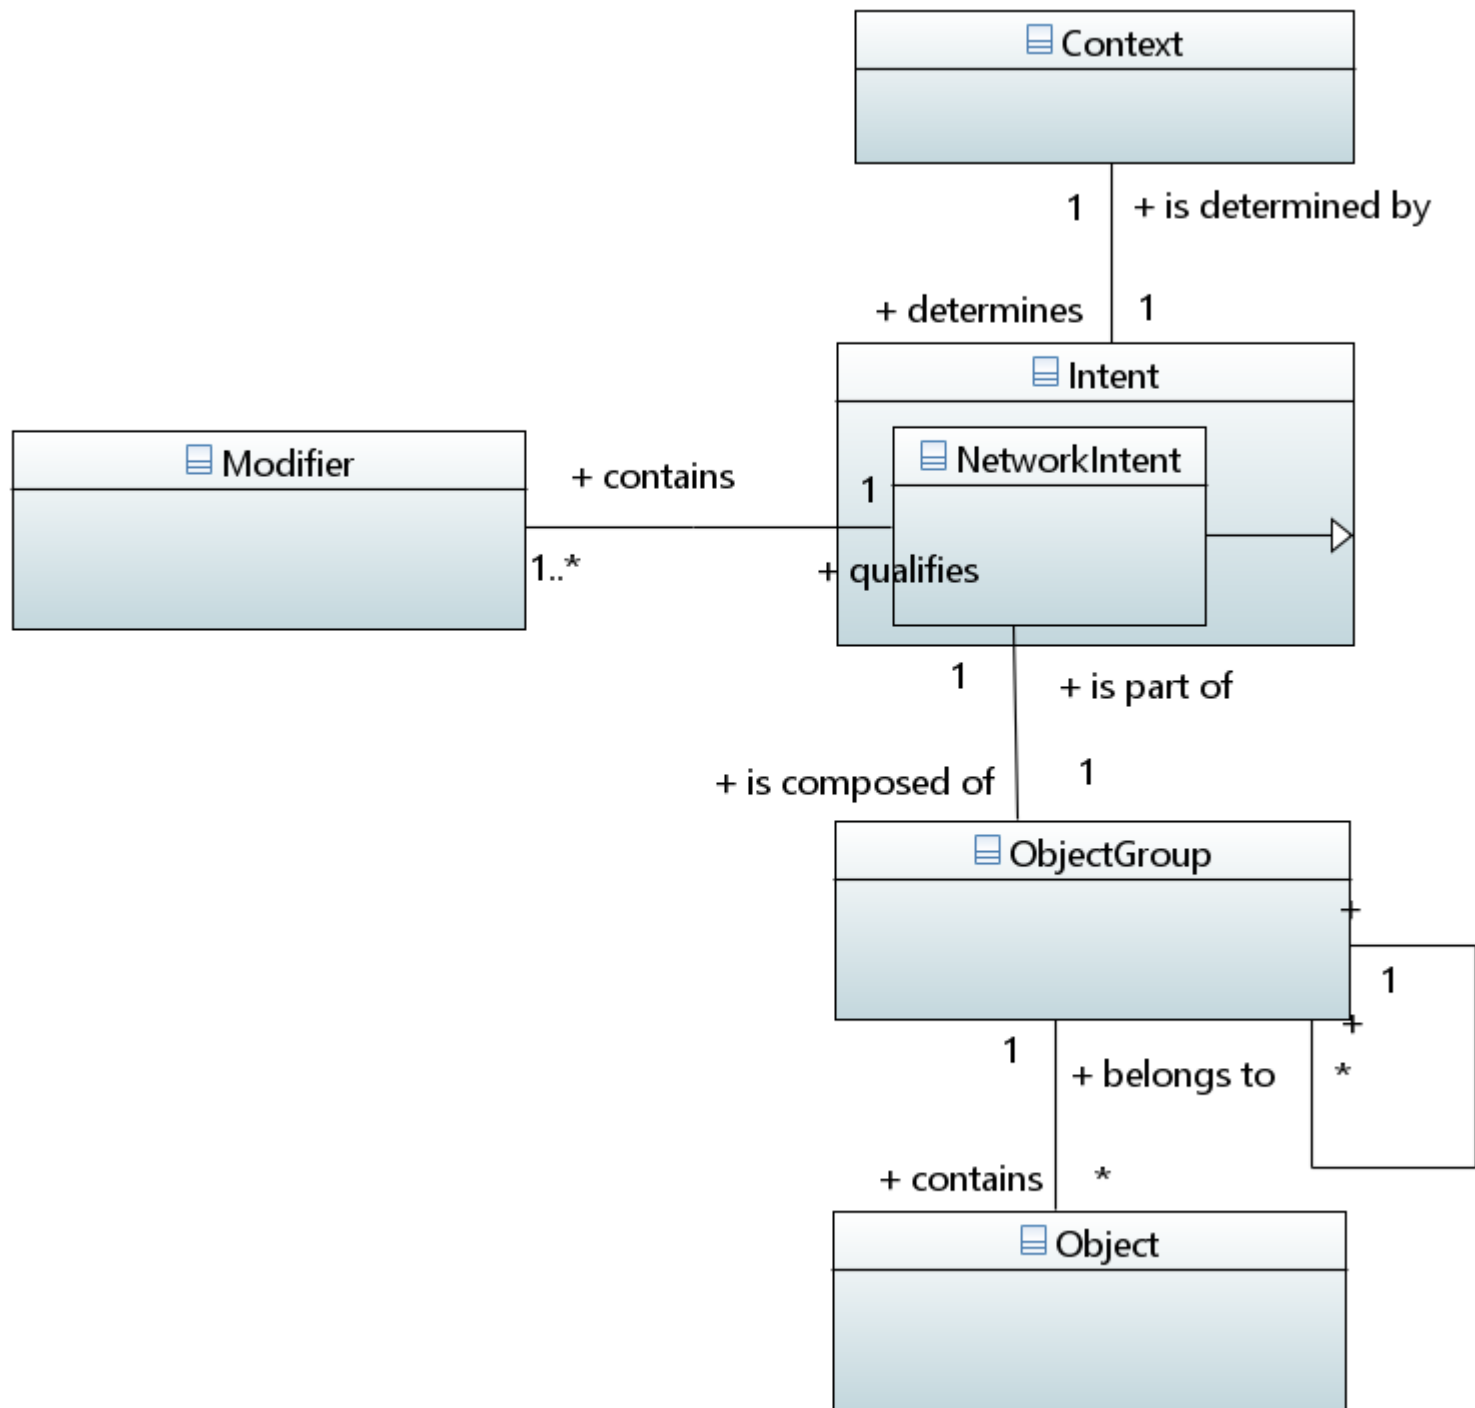 Context
1
+ is determined by
+ determines
1
Intent
Modifier
+ contains
1
NetworkIntent
1..*
+ qualifies
1
+ is part of
+ is composed of
1
ObjectGroup
+
1
+
1
+ belongs to
*
+ contains
*
Object